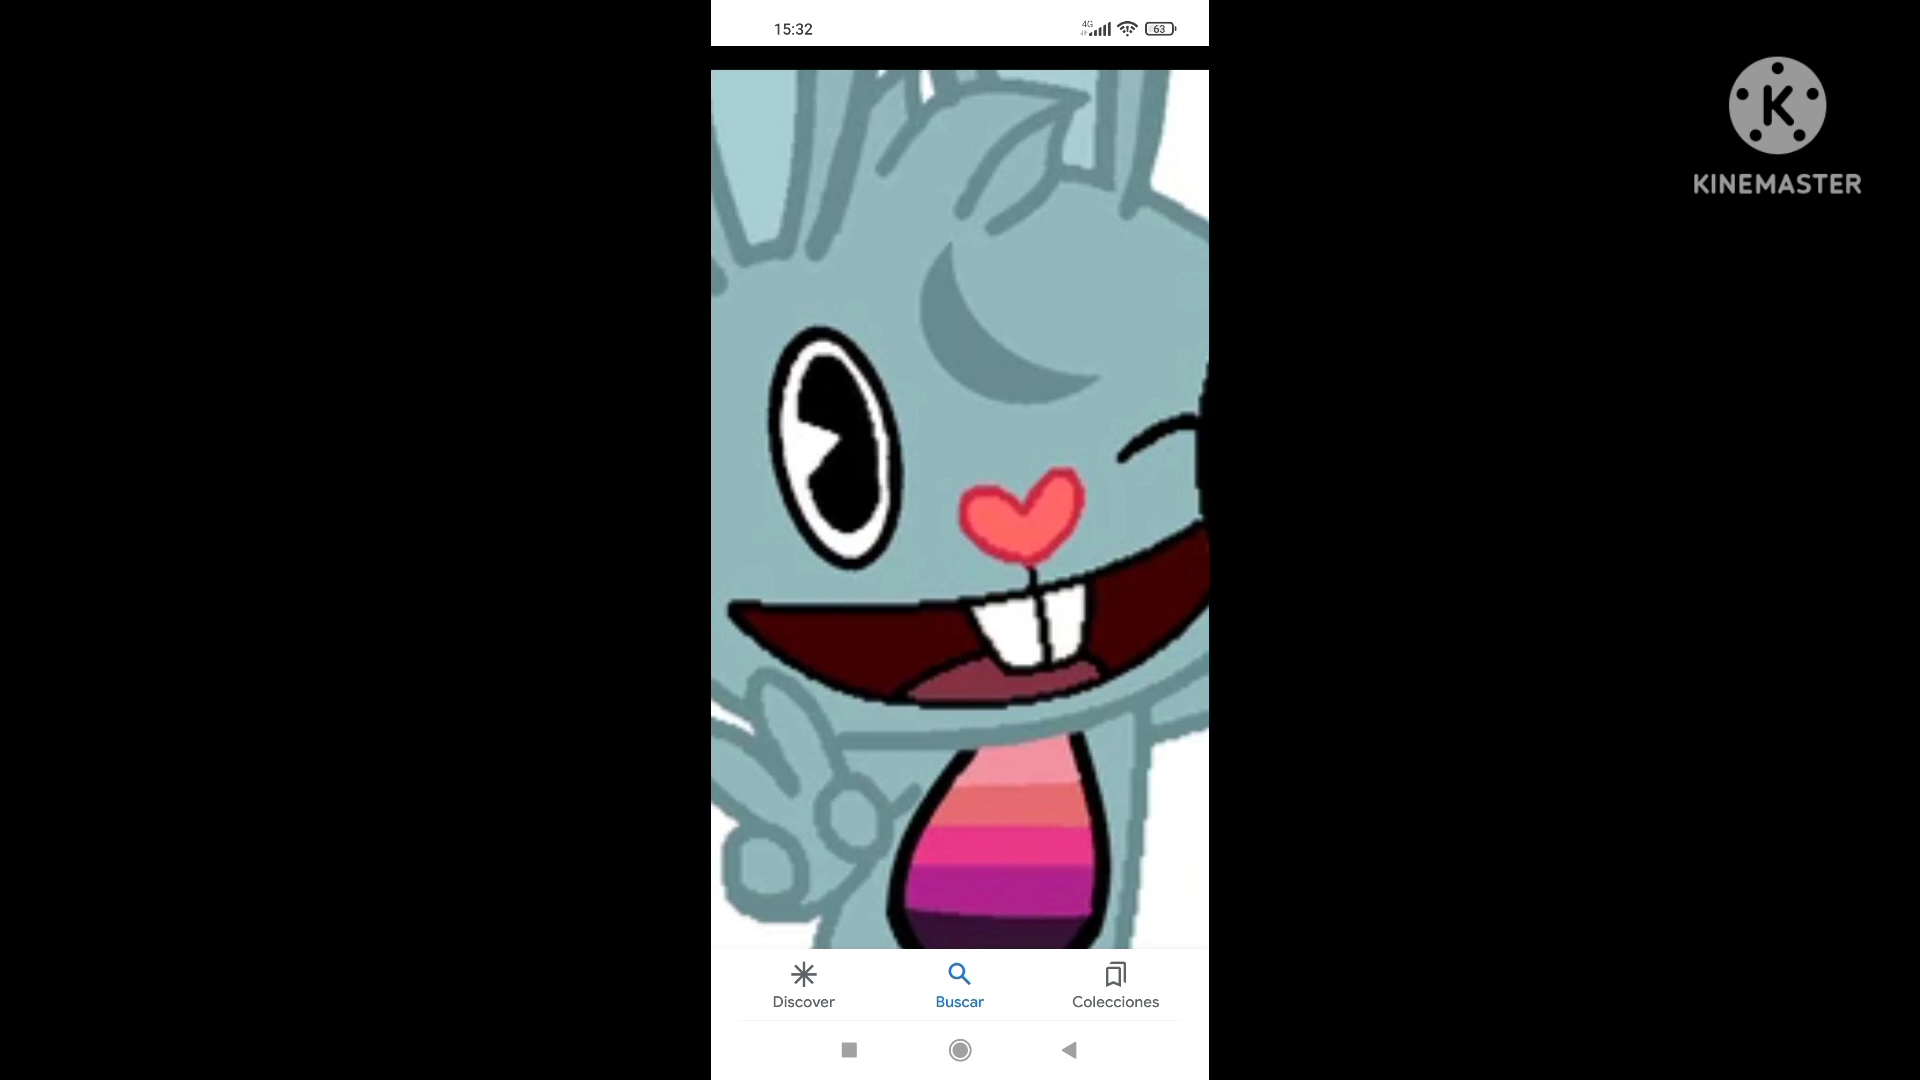 15:32
4G
63
K
KINEMASTER
Discover
Buscar
Colecciones